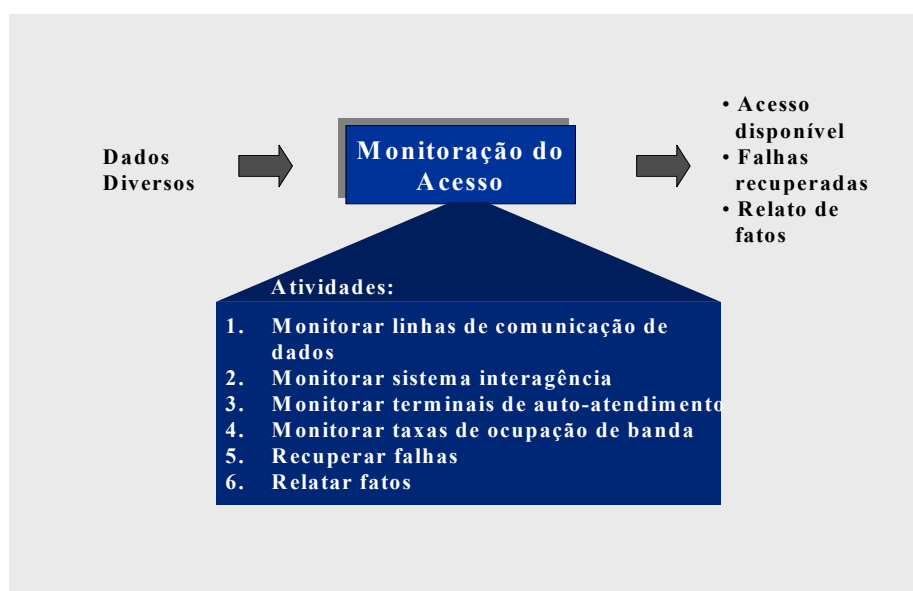 Dados
Diversos
Monitoração do
Acesso
• Acesso
disponível
• Falhas
recuperadas
• Relato de
fatos
Atividades:
1. Monitorar linhas de comunicação de
dados
2. Monitorar sistema interagência
3. Monitorar terminais de auto-atendimento
4. Monitorar taxas de ocupação de banda
5. Recuperar falhas
6. Relatar fatos